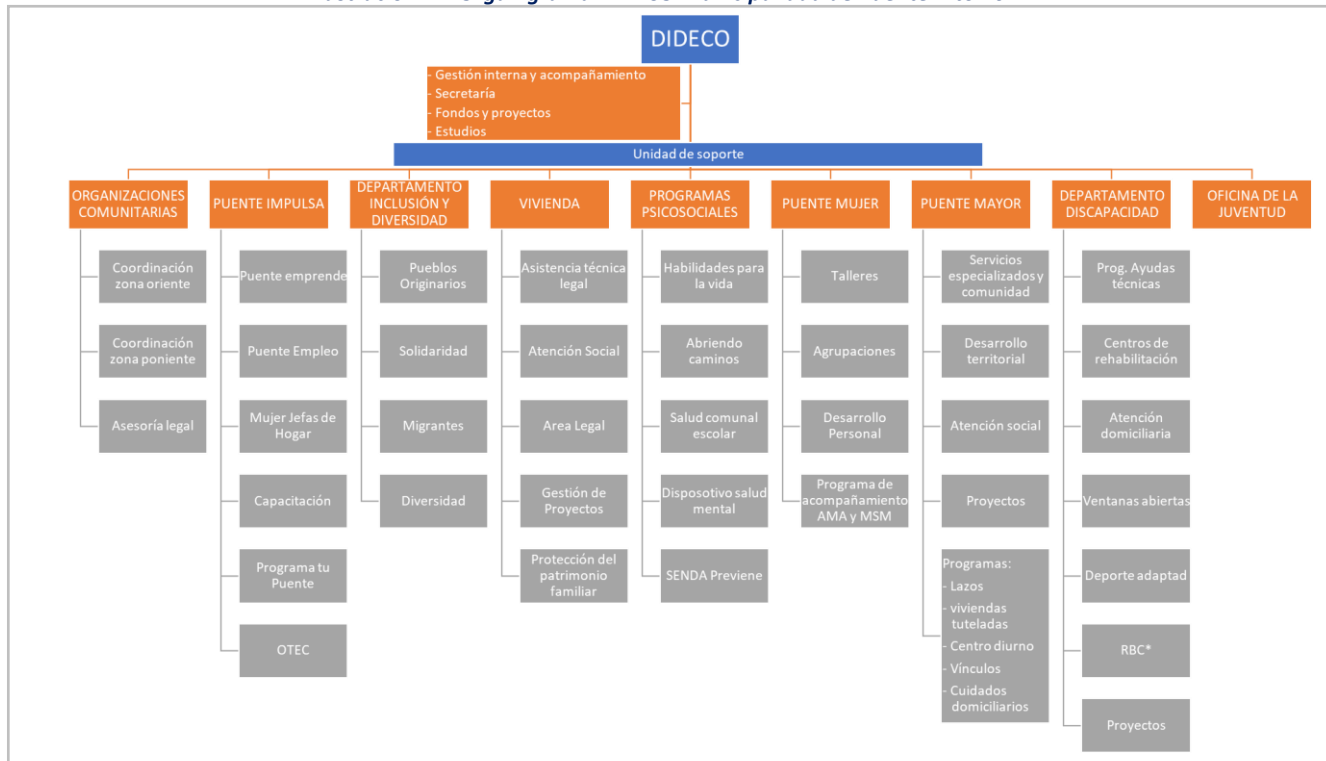 DIDECO
- Gestión interna y acompañamiento
- Secretaría
- Fondos y proyectos
- Estudios
Unidad de soporte
ORGANIZACIONES
COMUNITARIAS
Coordinación
zona oriente
Coordinación
zona poniente
Asesoría legal
PUENTE IMPULSA
Puente emprende
Puente Empleo
Mujer Jefas de
Hogar
Capacitación
Programa tu
Puente
OTEC
DEPARTAMENTO
INCLUSIÓN Y
DIVERSIDAD
Pueblos
Originarios
Solidaridad
Migrantes
Diversidad
VIVIENDA
Asistencia técnica
legal
Atención Social
Area Legal
Gestión de
Proyectos
Protección del
patrimonio
familiar
PROGRAMAS
PSICOSOCIALES
Habilidades para
la vida
Abriendo
caminos
Salud comunal
escolar
Disposotivo salud
mental
SENDA Previene
PUENTE MUJER
Talleres
Agrupaciones
Desarrollo
Personal
Programa de
acompañamiento
AMA y MSM
PUENTE MAYOR
Servicios
especializados y
comunidad
Desarrollo
territorial
Atención social
Proyectos
Programas:
- Lazos
- viviendas
tuteladas
- Centro diurno
- Vínculos
- Cuidados
domiciliarios
DEPARTAMENTO
DISCAPACIDAD
Prog. Ayudas
técnicas
Centros de
rehabilitación
Atención
domiciliaria
Ventanas abiertas
Deporte adaptad
RBC*
Proyectos
OFICINA DE LA
JUVENTUD